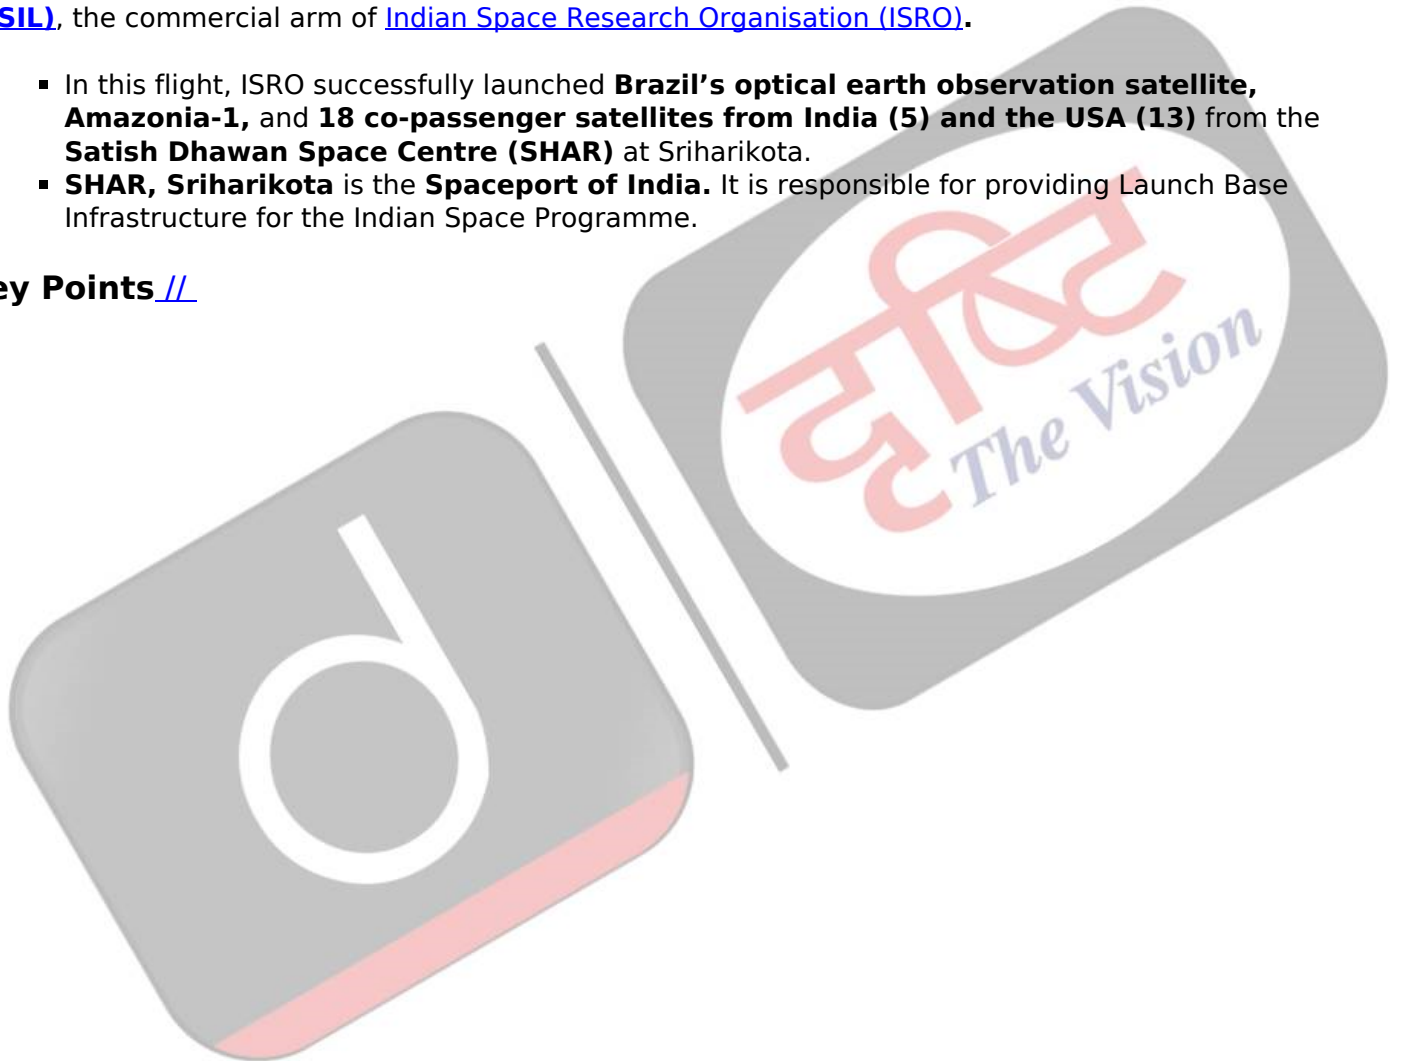 SIL), the commercial arm of Indian Space Research Organisation (ISRO).
▪ In this flight, ISRO successfully launched Brazil’s optical earth observation satellite,
Amazonia-1, and 18 co-passenger satellites from India (5) and the USA (13) from the
Satish Dhawan Space Centre (SHAR) at Sriharikota.
▪ SHAR, Sriharikota is the Spaceport of India. It is responsible for providing Launch Base
Infrastructure for the Indian Space Programme.
ey Points //
दृष्टि
The Vision
d